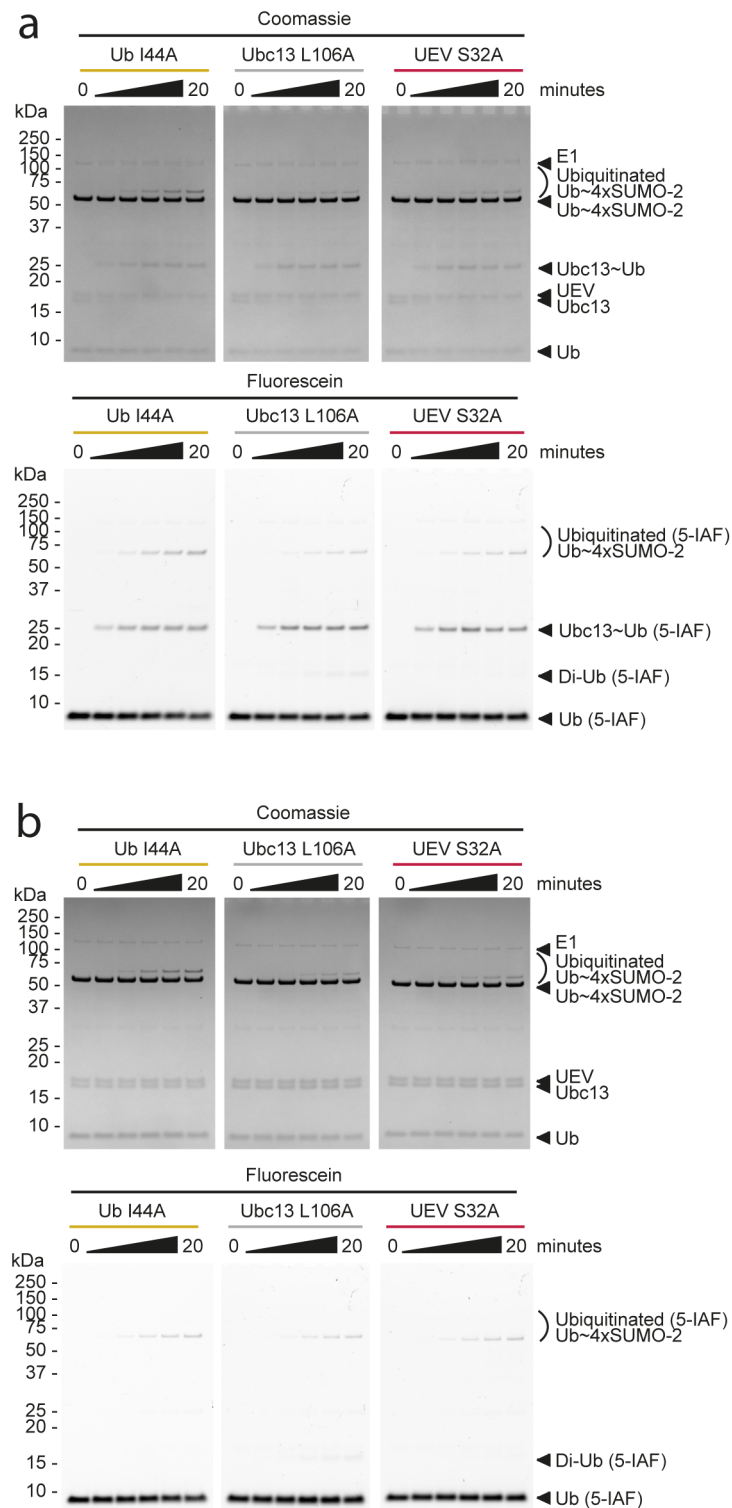 a
Coomassie
Ub I44A Ubc13 L106A UEV S32A
0 20 0 20 0 20 minutes
kDa
250 -
150 -
100 -
75 -
50 -
37 -
25 -
20 -
15 -
10 -
E1
Ubiquitinated
Ub~4xSUMO-2
Ub~4xSUMO-2
Ubc13~Ub
UEV
Ubc13
Ub
Fluorescein
Ub I44A Ubc13 L106A UEV S32A
0 20 0 20 0 20 minutes
kDa
250 -
150 -
100 -
75 -
50 -
37 -
25 -
20 -
15 -
10 -
Ubiquitinated (5-IAF)
Ub~4xSUMO-2
Ubc13~Ub (5-IAF)
Di-Ub (5-IAF)
Ub (5-IAF)
b
Coomassie
Ub I44A Ubc13 L106A UEV S32A
0 20 0 20 0 20 minutes
kDa
250 -
150 -
100 -
75 -
50 -
37 -
25 -
20 -
15 -
10 -
E1
Ubiquitinated
Ub~4xSUMO-2
Ub~4xSUMO-2
UEV
Ubc13
Ub
Fluorescein
Ub I44A Ubc13 L106A UEV S32A
0 20 0 20 0 20 minutes
kDa
250 -
150 -
100 -
75 -
50 -
37 -
25 -
20 -
15 -
10 -
Ubiquitinated (5-IAF)
Ub~4xSUMO-2
Di-Ub (5-IAF)
Ub (5-IAF)